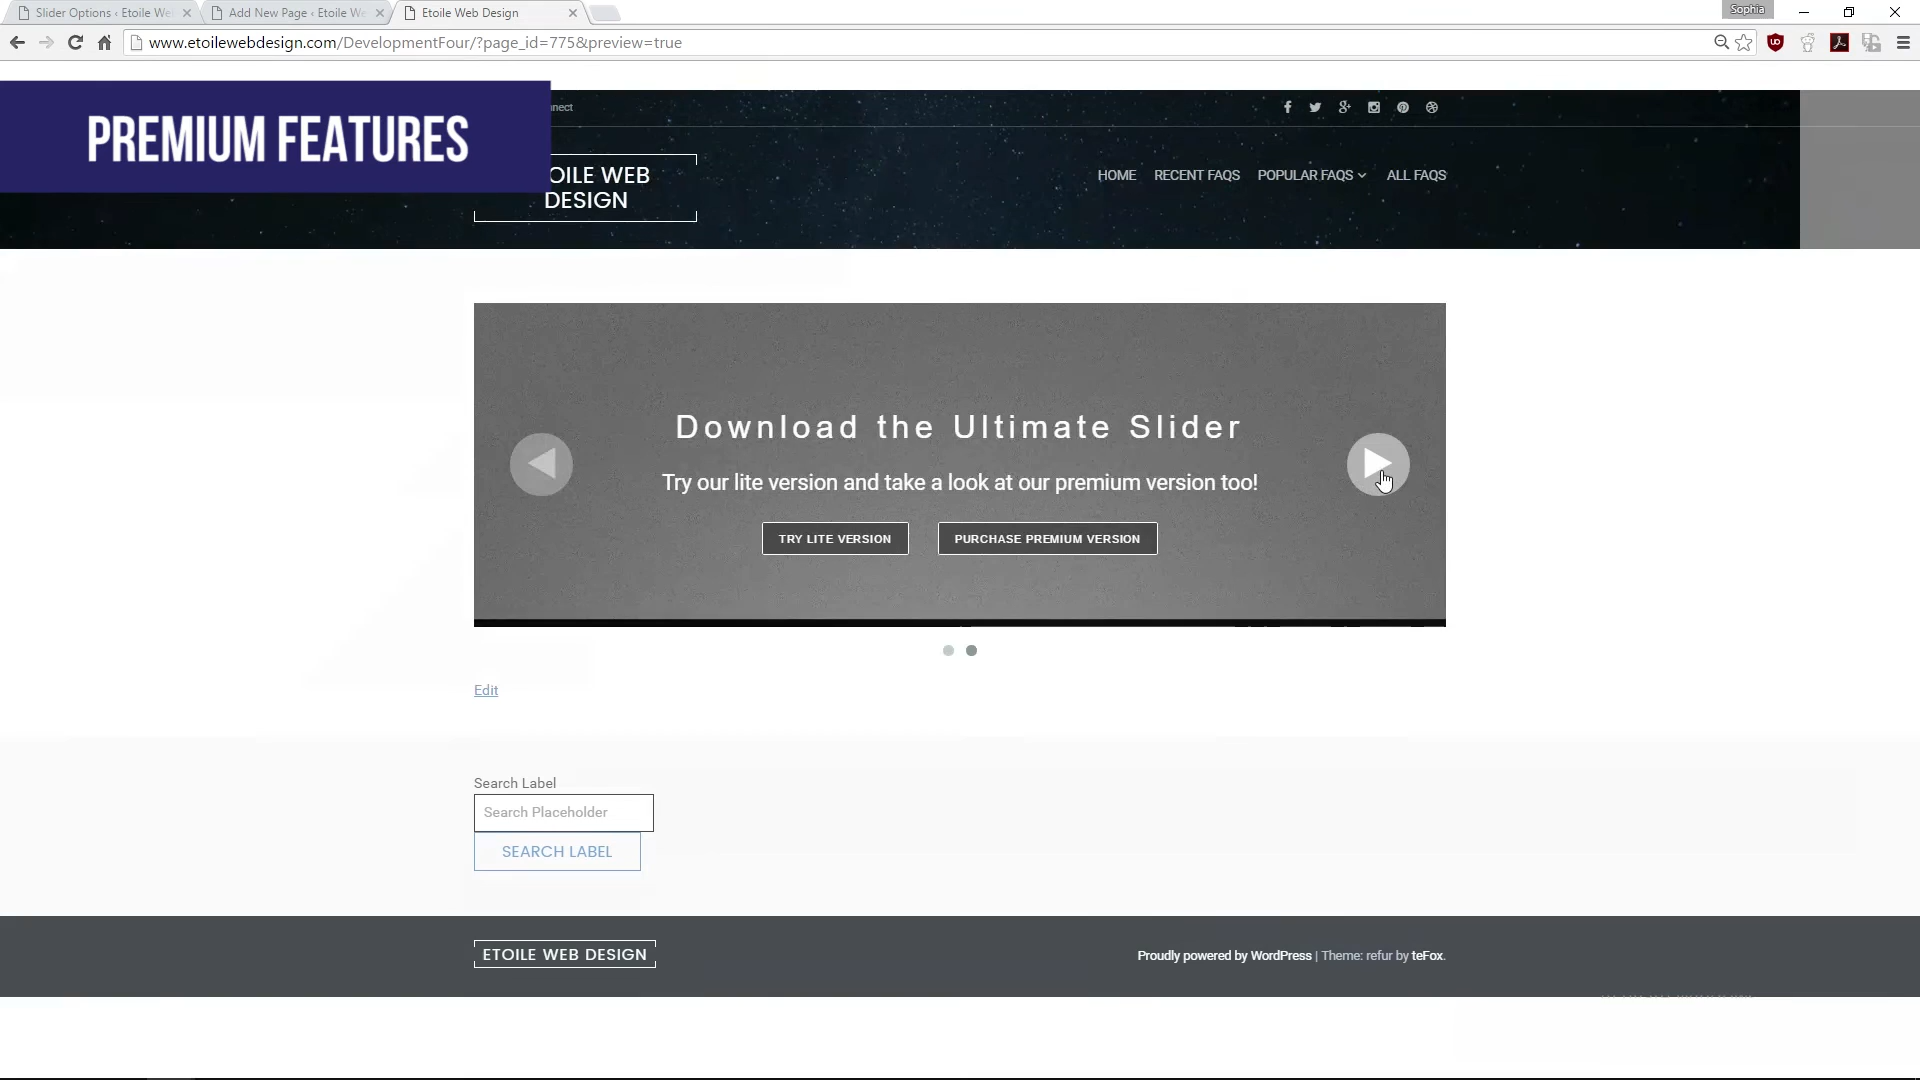 Slider Options ‹ Etoile We
Add New Page ‹ Etoile We
Etoile Web Design
Sophia
www.etoilewebdesign.com/DevelopmentFour/?page_id=775&preview=true
PREMIUM FEATURES
OILE WEB
DESIGN
HOME
RECENT FAQS
POPULAR FAQS
ALL FAQS
Download the Ultimate Slider
Try our lite version and take a look at our premium version too!
TRY LITE VERSION
PURCHASE PREMIUM VERSION
Edit
Search Label
Search Placeholder
SEARCH LABEL
ETOILE WEB DESIGN
Proudly powered by WordPress | Theme: refur by teFox.